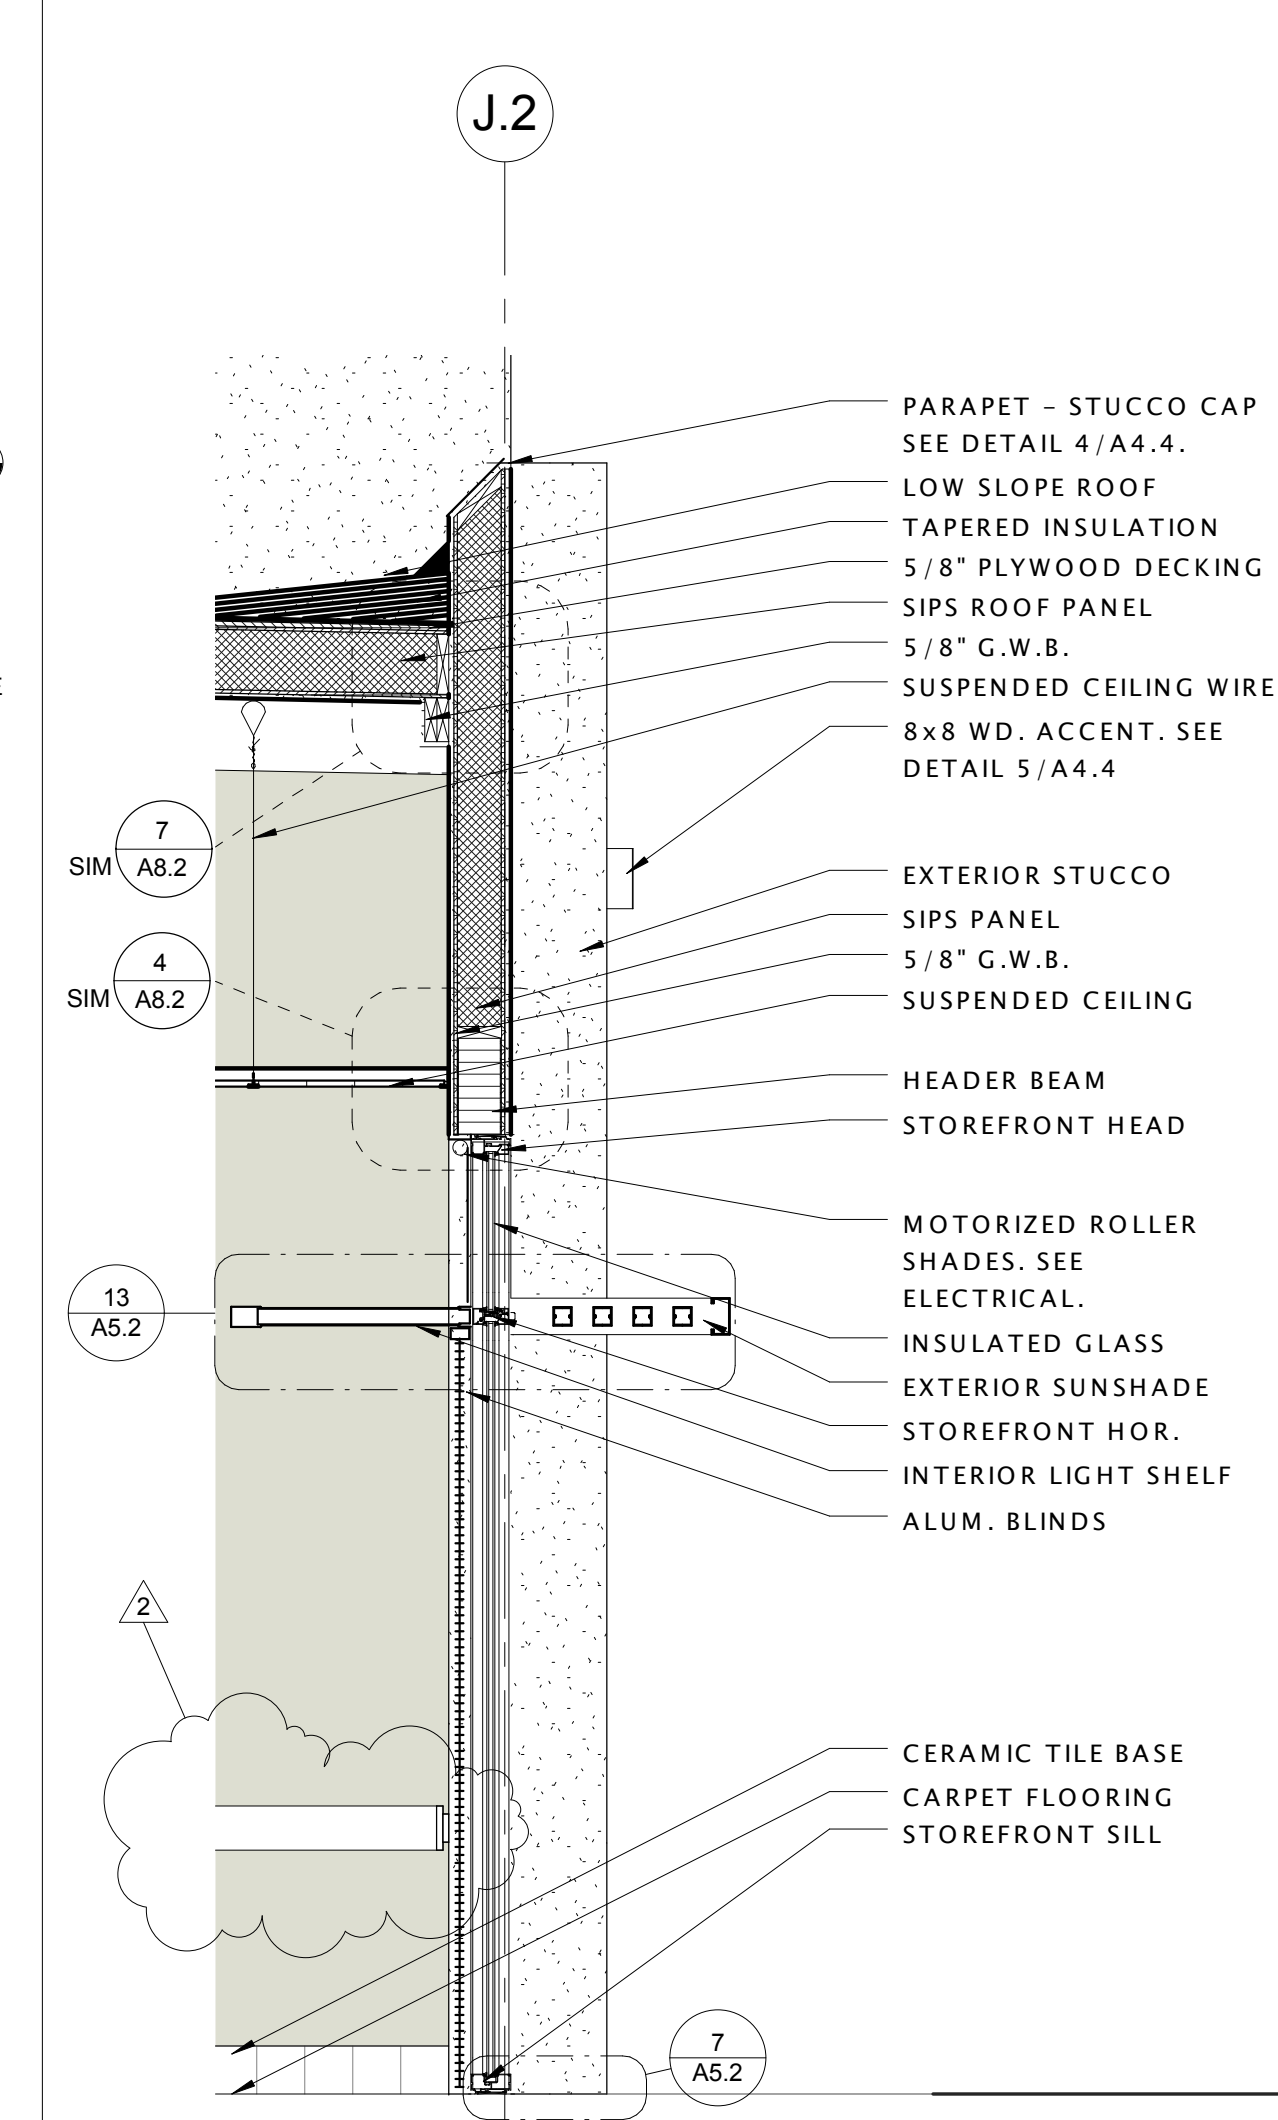 J.2
PARAPET – STUCCO CAP
SEE DETAIL 4/A4.4.
LOW SLOPE ROOF
TAPERED INSULATION
5/8" PLYWOOD DECKING
SIPS ROOF PANEL
5/8" G.W.B.
SUSPENDED CEILING WIRE
8x8 WD. ACCENT. SEE
DETAIL 5/A4.4
7
SIM A8.2
EXTERIOR STUCCO
SIPS PANEL
5/8" G.W.B.
SUSPENDED CEILING
4
SIM A8.2
HEADER BEAM
STOREFRONT HEAD
MOTORIZED ROLLER
SHADES. SEE
ELECTRICAL.
13
A5.2
INSULATED GLASS
EXTERIOR SUNSHADE
STOREFRONT HOR.
INTERIOR LIGHT SHELF
ALUM. BLINDS
2
CERAMIC TILE BASE
CARPET FLOORING
STOREFRONT SILL
7
A5.2